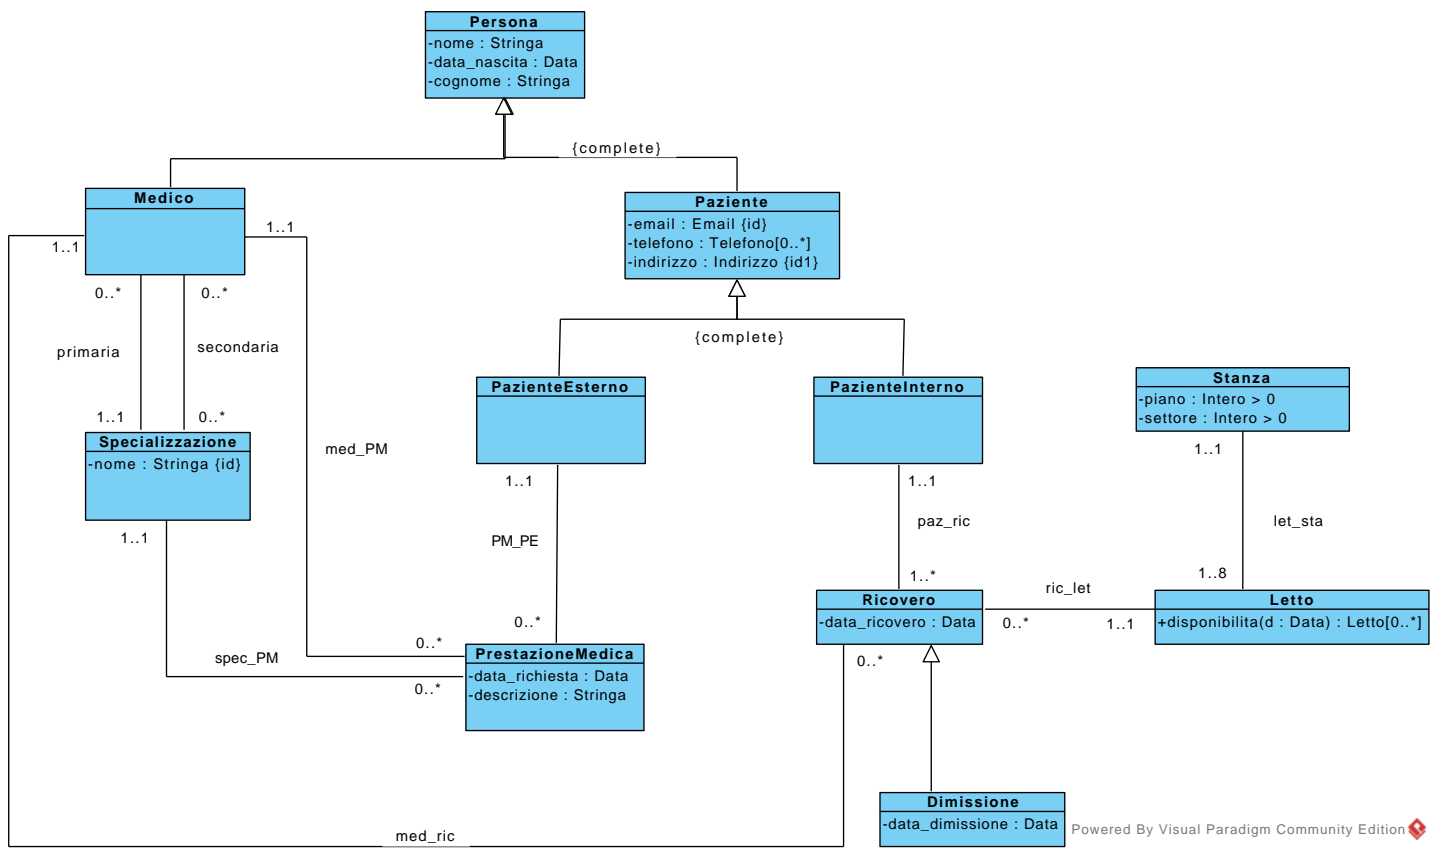 Persona
-nome : Stringa
-data_nascita : Data
-cognome : Stringa
{complete}
Medico
Paziente
-email : Email {id}
-telefono : Telefono[0..*]
-indirizzo : Indirizzo {id1}
1..1
1..1
0..*
0..*
primaria
secondaria
{complete}
1..1
0..*
Specializzazione
-nome : Stringa {id}
med_PM
PazienteEsterno
PazienteInterno
Stanza
-piano : Intero > 0
-settore : Intero > 0
1..1
1..1
1..1
1..1
PM_PE
paz_ric
let_sta
0..*
1..*
1..8
ric_let
Ricovero
-data_ricovero : Data
0..*
1..1
Letto
+disponibilita(d : Data) : Letto[0..*]
0..*
spec_PM
0..*
PrestazioneMedica
-data_richiesta : Data
-descrizione : Stringa
0..*
Dimissione
-data_dimissione : Data
med_ric
Powered By Visual Paradigm Community Edition